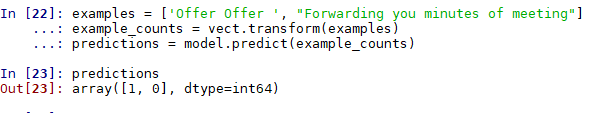 In [22]: examples = ['Offer Offer ', "Forwarding you minutes of meeting"]
    ...: example_counts = vect.transform(examples)
    ...: predictions = model.predict(example_counts)
In [23]: predictions
Out[23]: array([1, 0], dtype=int64)